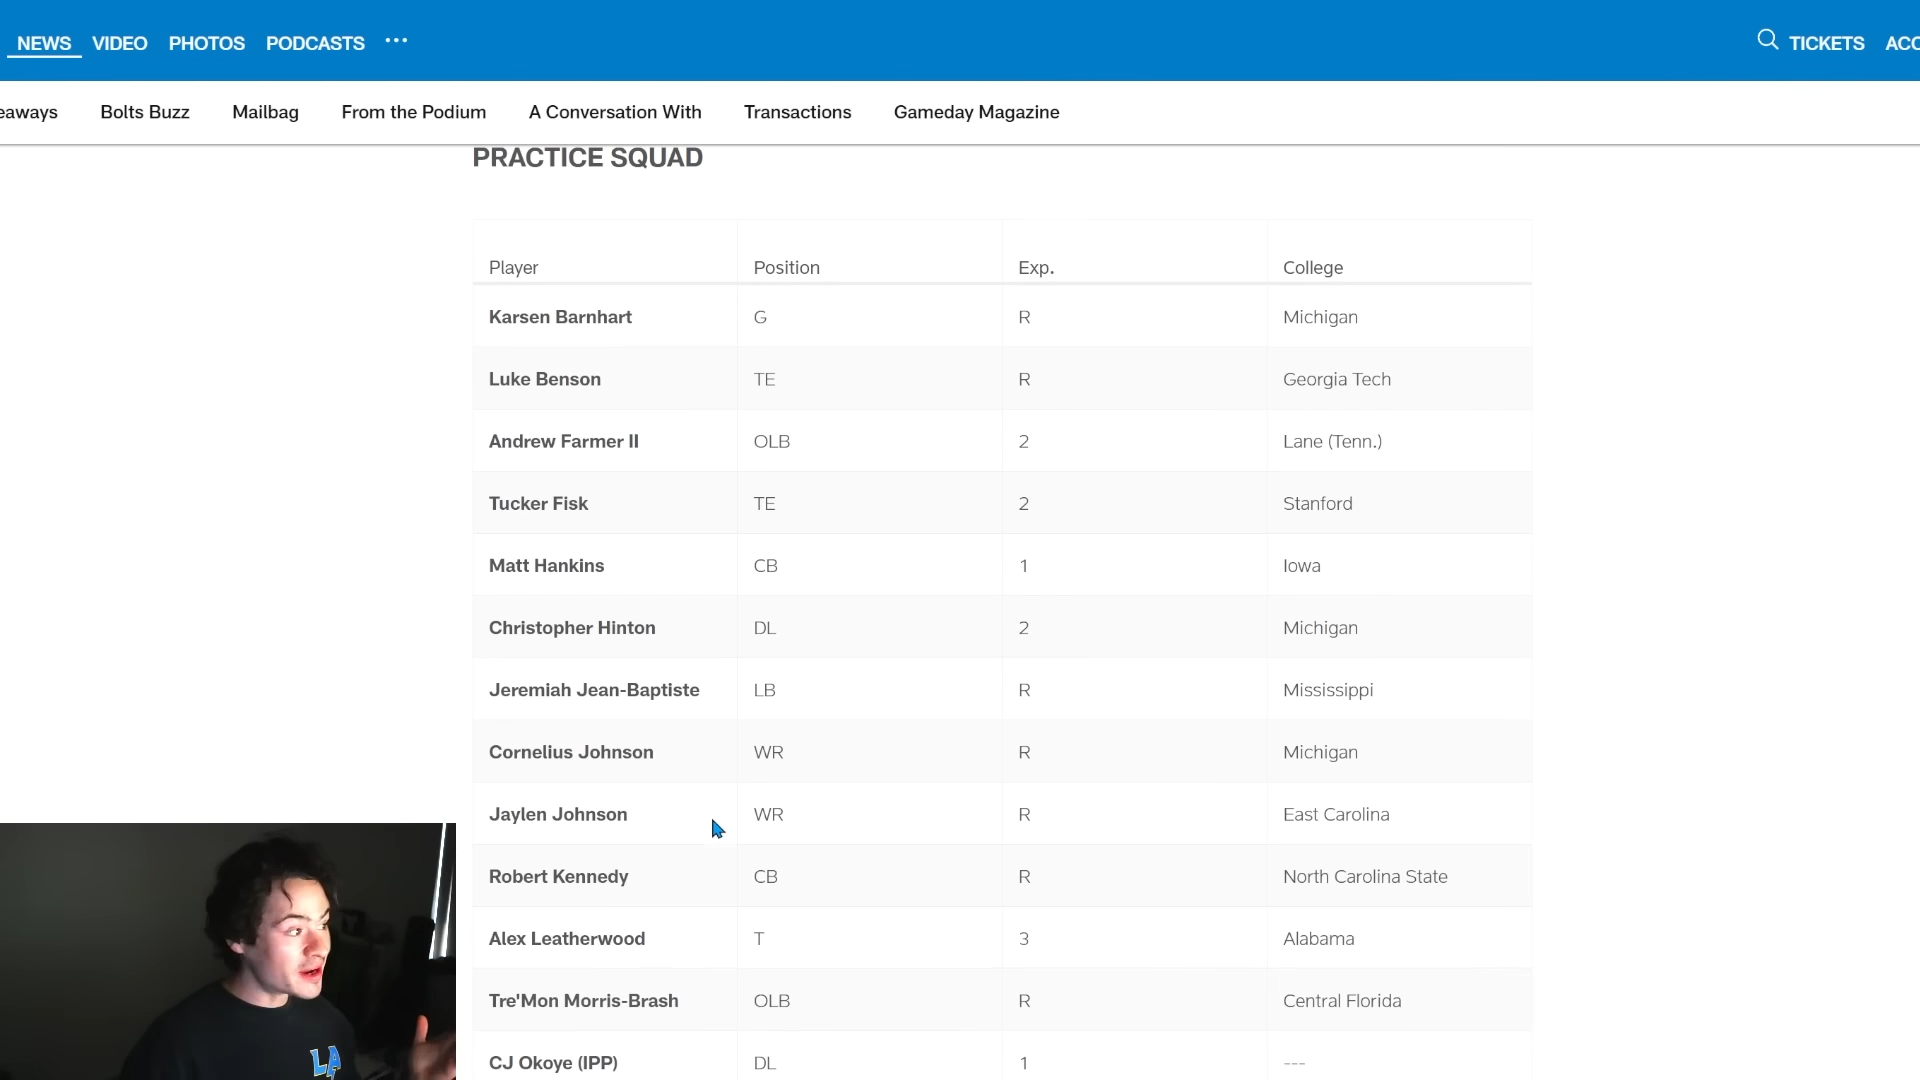 NEWS VIDEO PHOTOS PODCASTS ••• TICKETS ACC
eaways Bolts Buzz Mailbag From the Podium A Conversation With Transactions Gameday Magazine
PRACTICE SQUAD
Player Position Exp. College
Karsen Barnhart G R Michigan
Luke Benson TE R Georgia Tech
Andrew Farmer II OLB 2 Lane (Tenn.)
Tucker Fisk TE 2 Stanford
Matt Hankins CB 1 Iowa
Christopher Hinton DL 2 Michigan
Jeremiah Jean-Baptiste LB R Mississippi
Cornelius Johnson WR R Michigan
Jaylen Johnson WR R East Carolina
Robert Kennedy CB R North Carolina State
Alex Leatherwood T 3 Alabama
Tre'Mon Morris-Brash OLB R Central Florida
CJ Okoye (IPP) DL 1 ---
LA